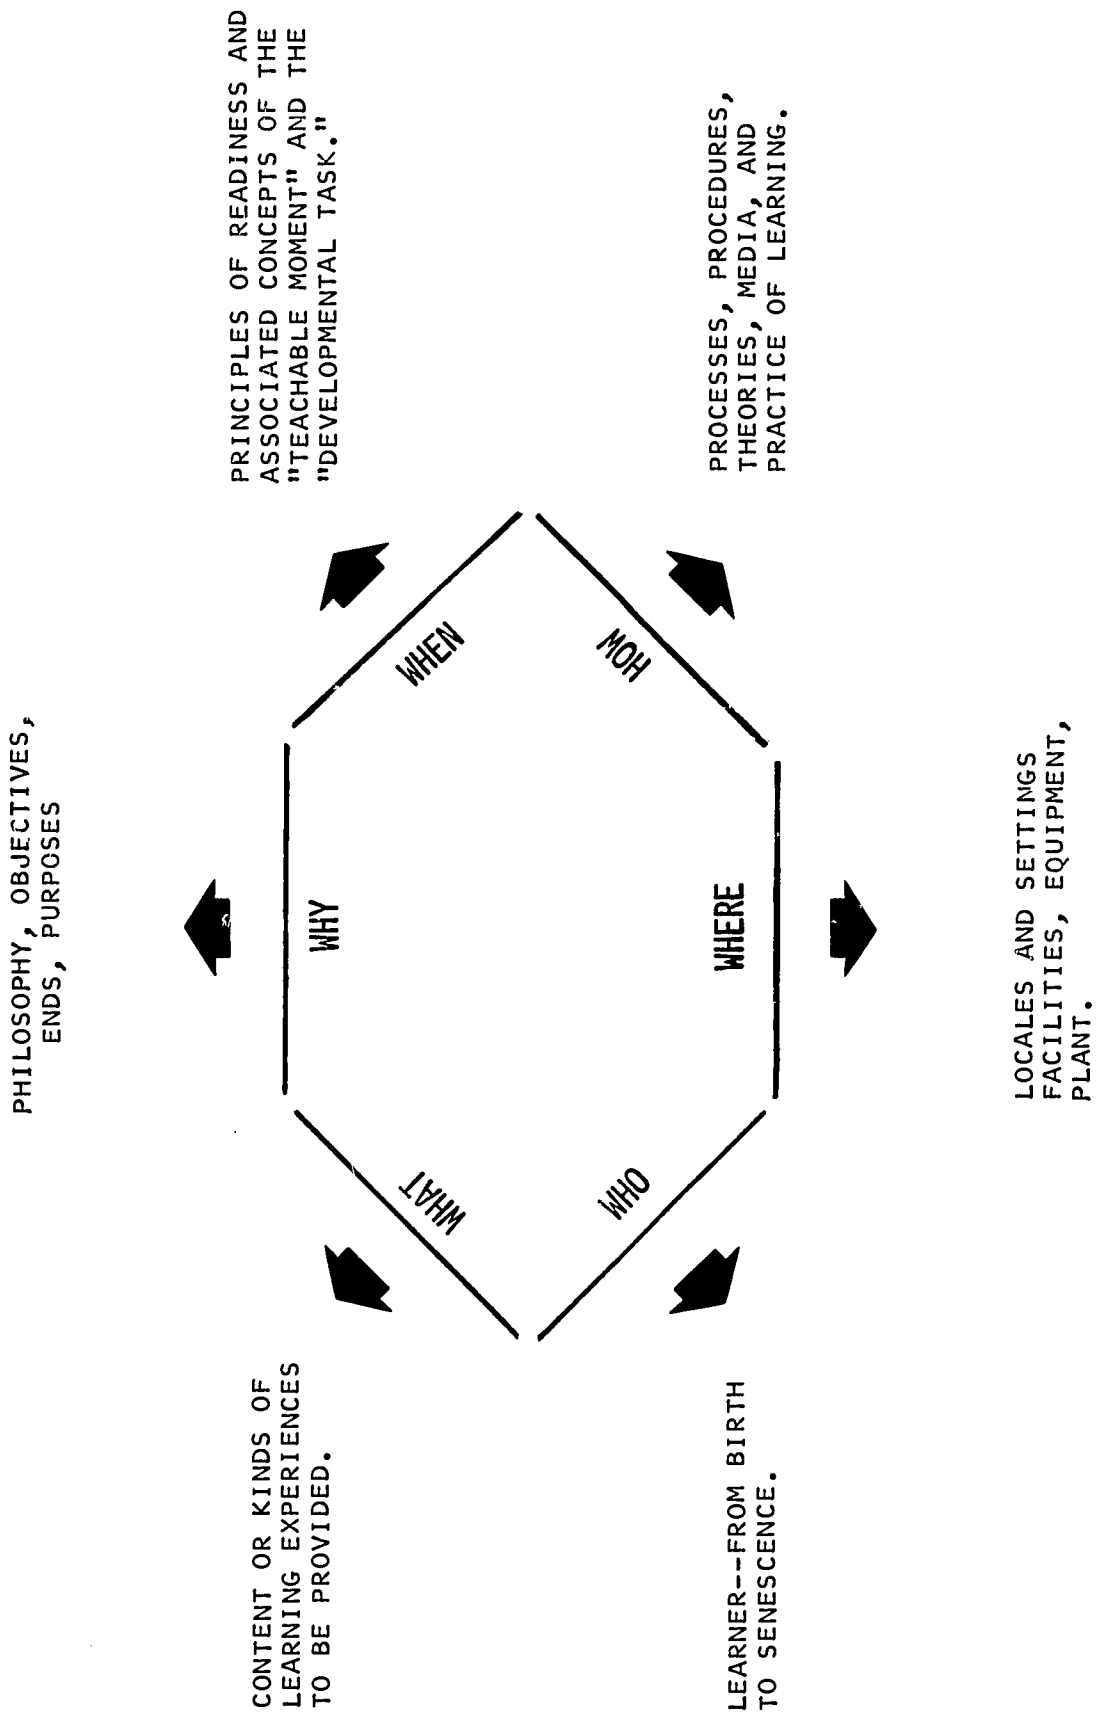 PHILOSOPHY, OBJECTIVES,
ENDS, PURPOSES
CONTENT OR KINDS OF
LEARNING EXPERIENCES
TO BE PROVIDED.
PRINCIPLES OF READINESS AND
ASSOCIATED CONCEPTS OF THE
"TEACHABLE MOMENT" AND THE
"DEVELOPMENTAL TASK."
WHY
WHAT
WHEN
WHO
HOW
WHERE
LEARNER--FROM BIRTH
TO SENESCENCE.
PROCESSES, PROCEDURES,
THEORIES, MEDIA, AND
PRACTICE OF LEARNING.
LOCALES AND SETTINGS
FACILITIES, EQUIPMENT,
PLANT.